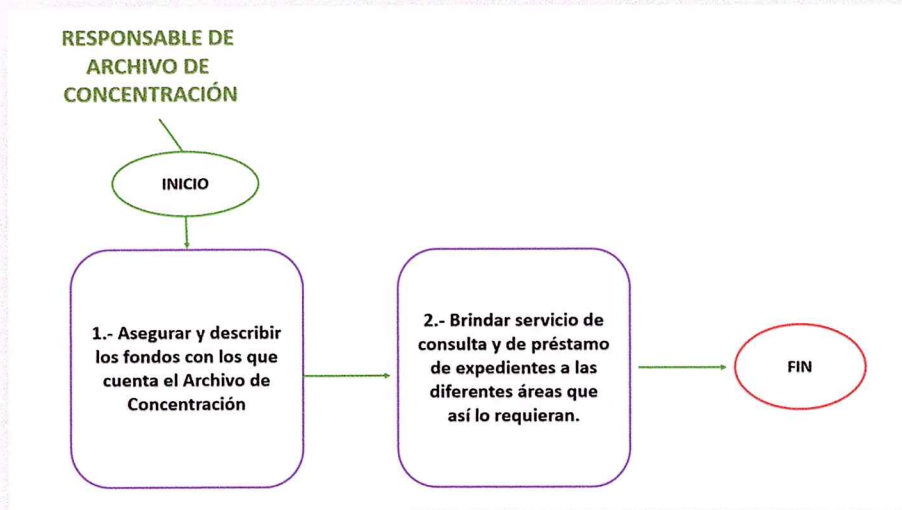 RESPONSABLE DE
ARCHIVO DE
CONCENTRACIÓN
INICIO
1.- Asegurar y describir
los fondos con los que
cuenta el Archivo de
Concentración
2.- Brindar servicio de
consulta y de préstamo
de expedientes a las
diferentes áreas que
así lo requieran.
FIN